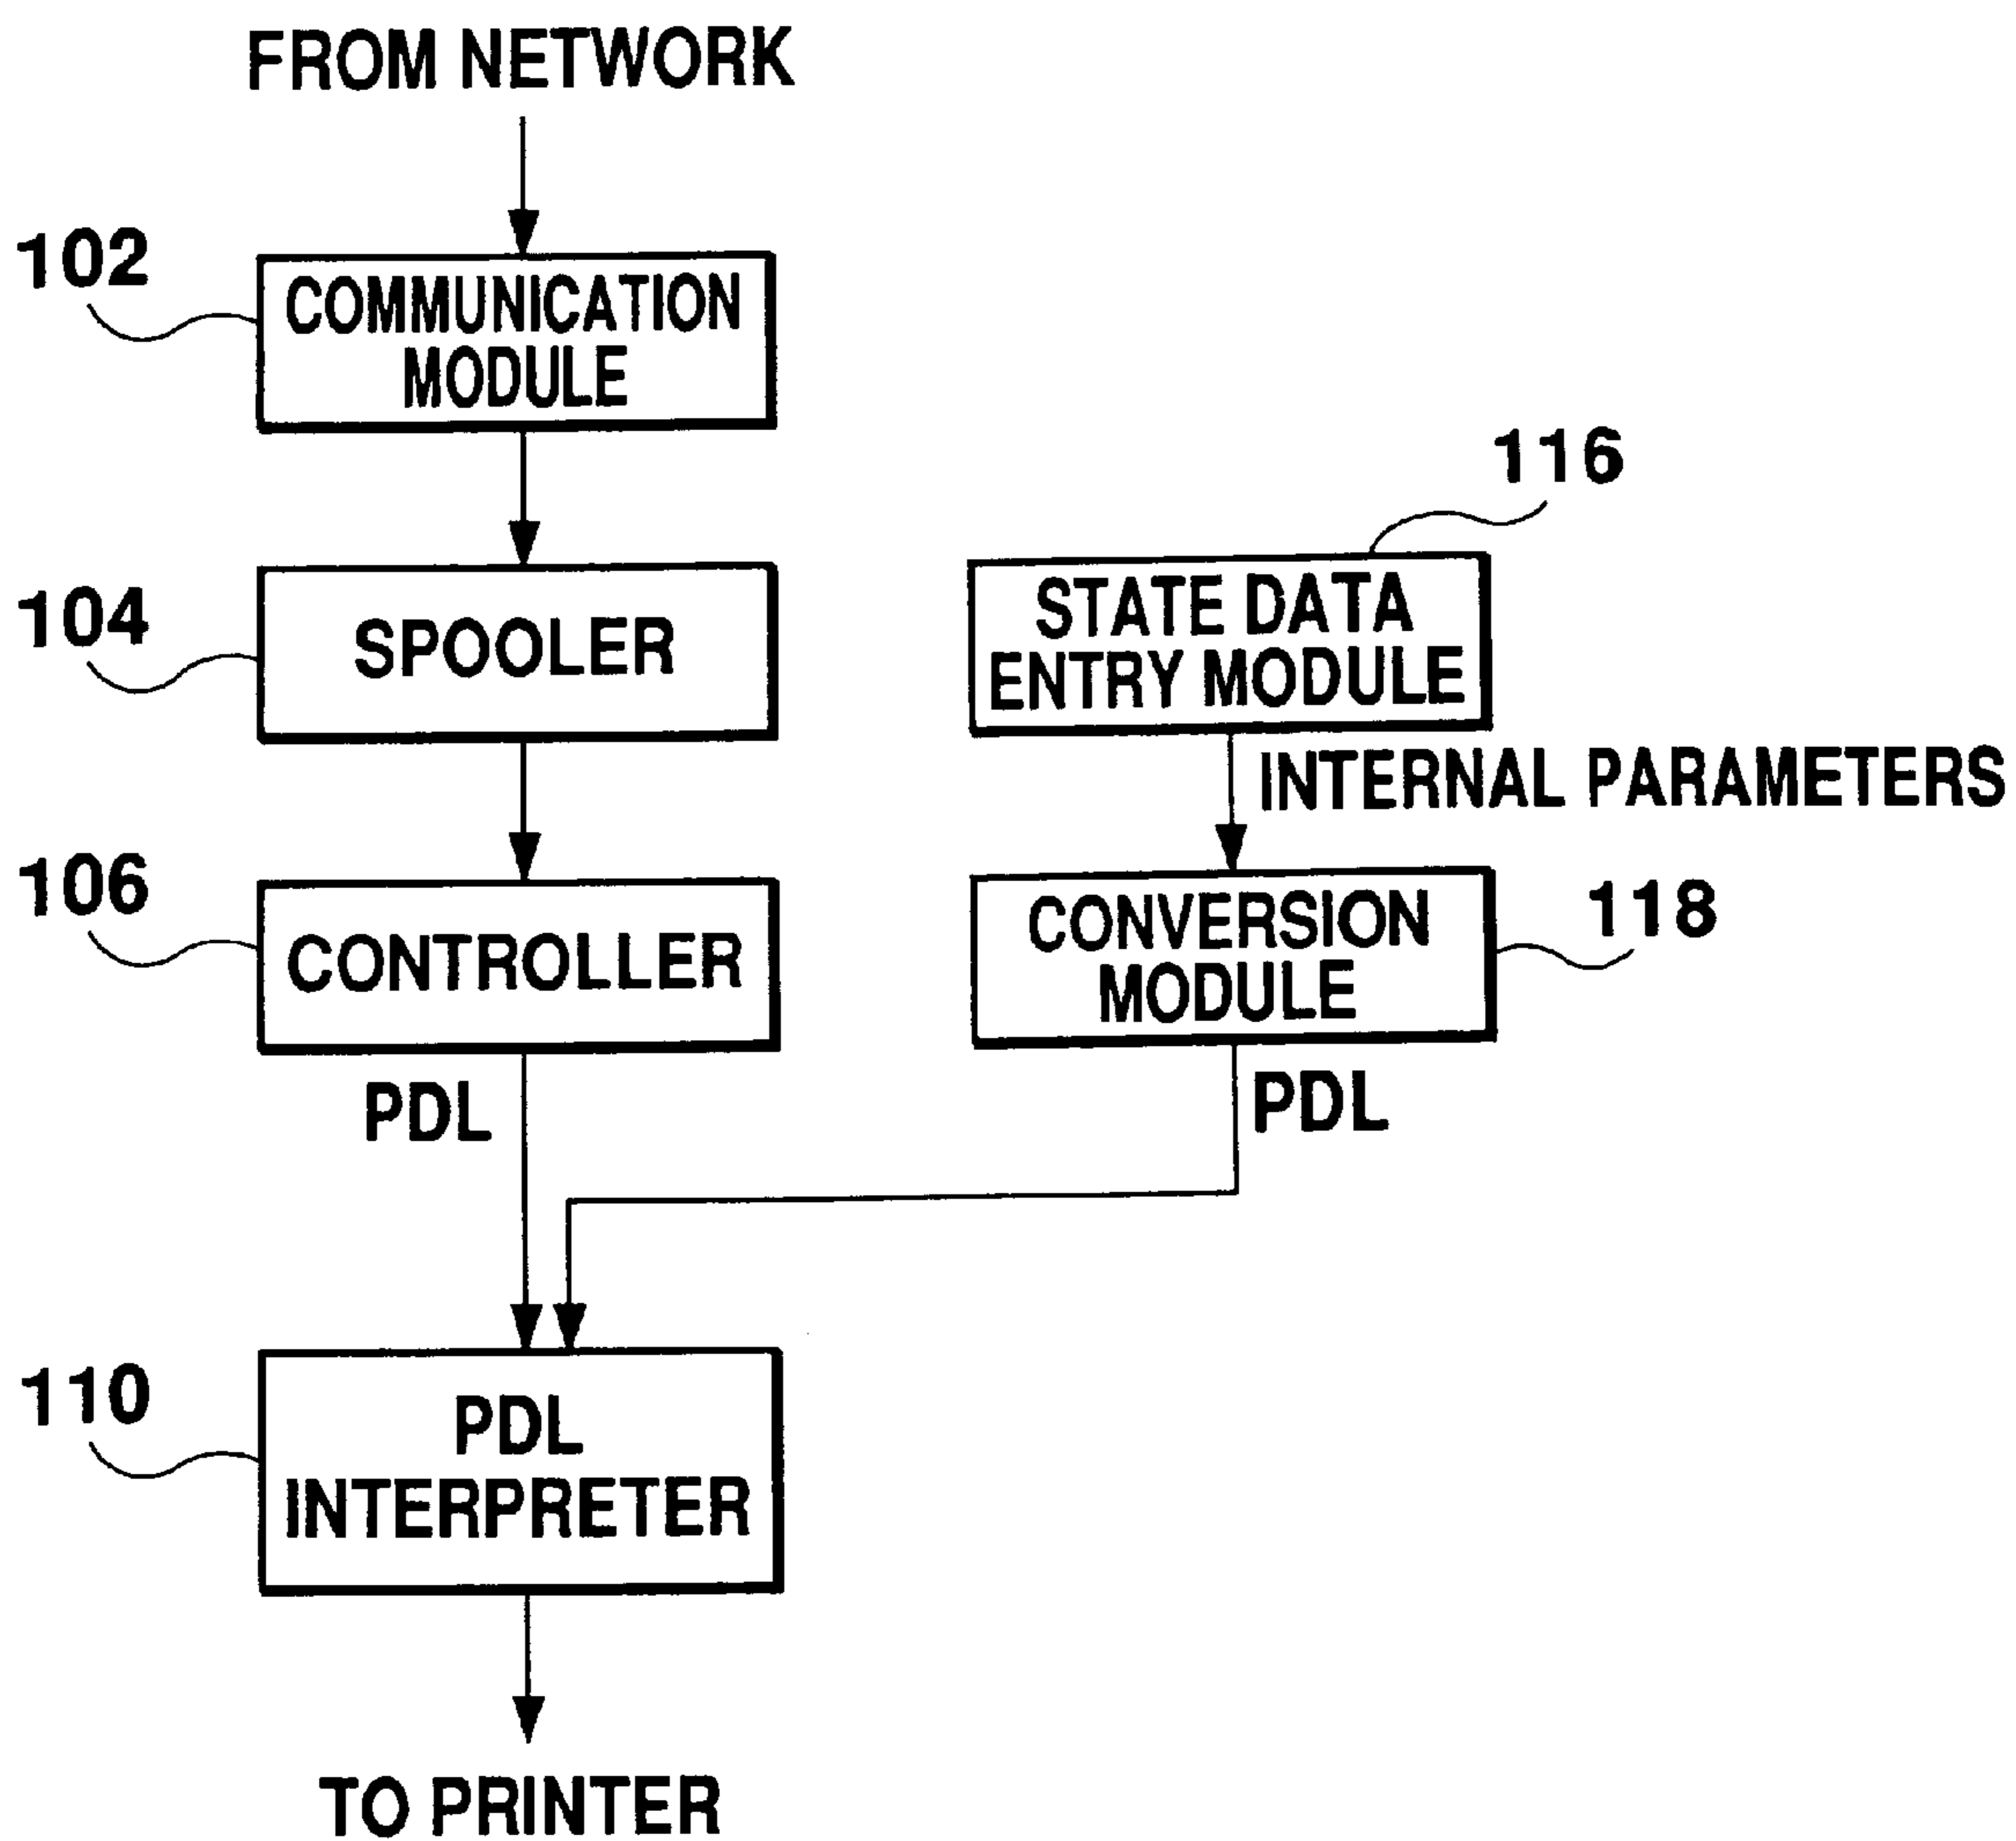 FROM NETWORK
102
COMMUNICATION
MODULE
116
104
SPOOLER
STATE DATA
ENTRY MODULE
INTERNAL PARAMETERS
106
CONTROLLER
CONVERSION
MODULE
118
PDL
PDL
110
PDL
INTERPRETER
TO PRINTER